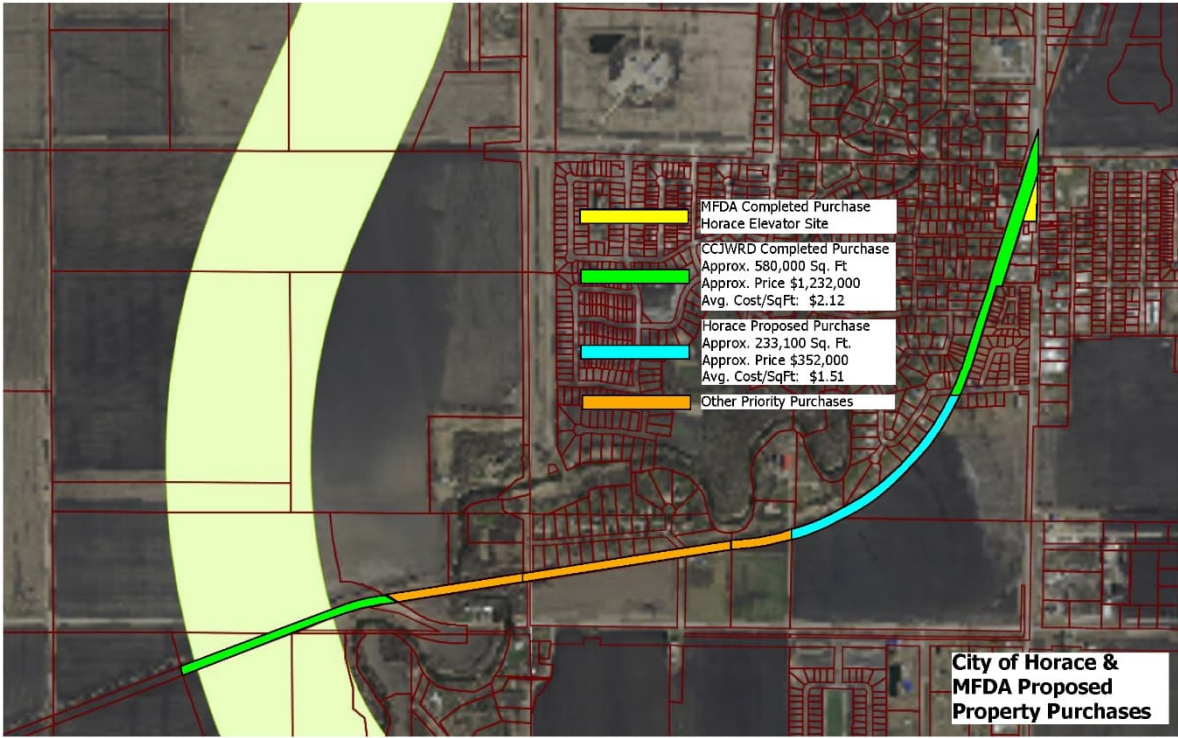 MFDA Completed Purchase
Horace Elevator Site
CCJWRD Completed Purchase
Approx. 580,000 Sq. Ft
Approx. Price $1,232,000
Avg. Cost/SqFt: $2.12
Horace Proposed Purchase
Approx. 233,100 Sq. Ft.
Approx. Price $352,000
Avg. Cost/SqFt: $1.51
Other Priority Purchases
City of Horace &
MFDA Proposed
Property Purchases